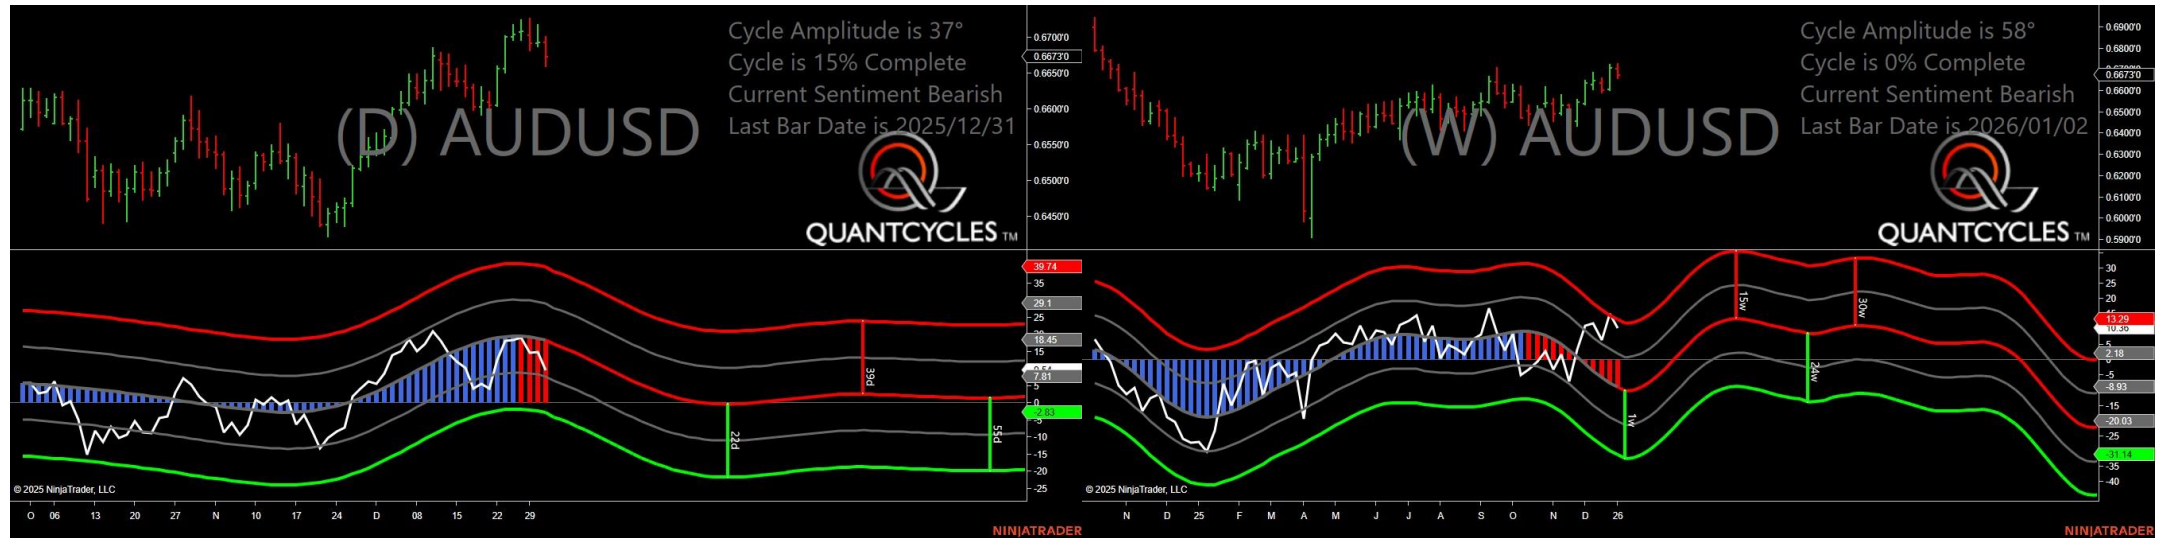 Cycle Amplitude is 37°
Cycle is 15% Complete
Current Sentiment Bearish
Last Bar Date is 2025/12/31
(D) AUDUSD
QUANTCYCLES TM
0.6700'0
0.6673'0
0.6650'0
0.6600'0
0.6550'0
0.6500'0
0.6450'0
39.74
35
29.1
25
18.45
15
7.81
5
0
-2.83
-5
-10
-15
-20
-25
22d
39d
55d
© 2025 NinjaTrader, LLC
O 06 13 20 27 N 10 17 24 D 08 15 22 29
NINJATRADER
Cycle Amplitude is 58°
Cycle is 0% Complete
Current Sentiment Bearish
Last Bar Date is 2026/01/02
(W) AUDUSD
QUANTCYCLES TM
0.6900'0
0.6800'0
0.6673'0
0.6600'0
0.6500'0
0.6400'0
0.6300'0
0.6200'0
0.6100'0
0.6000'0
0.5900'0
30
25
20
13.29
10.36
5
2.18
-5
-8.93
-15
-20.03
-25
-31.14
-35
-40
1w
15w
24w
30w
© 2025 NinjaTrader, LLC
N D 25 F M A M J J A S O N D 26
NINJATRADER